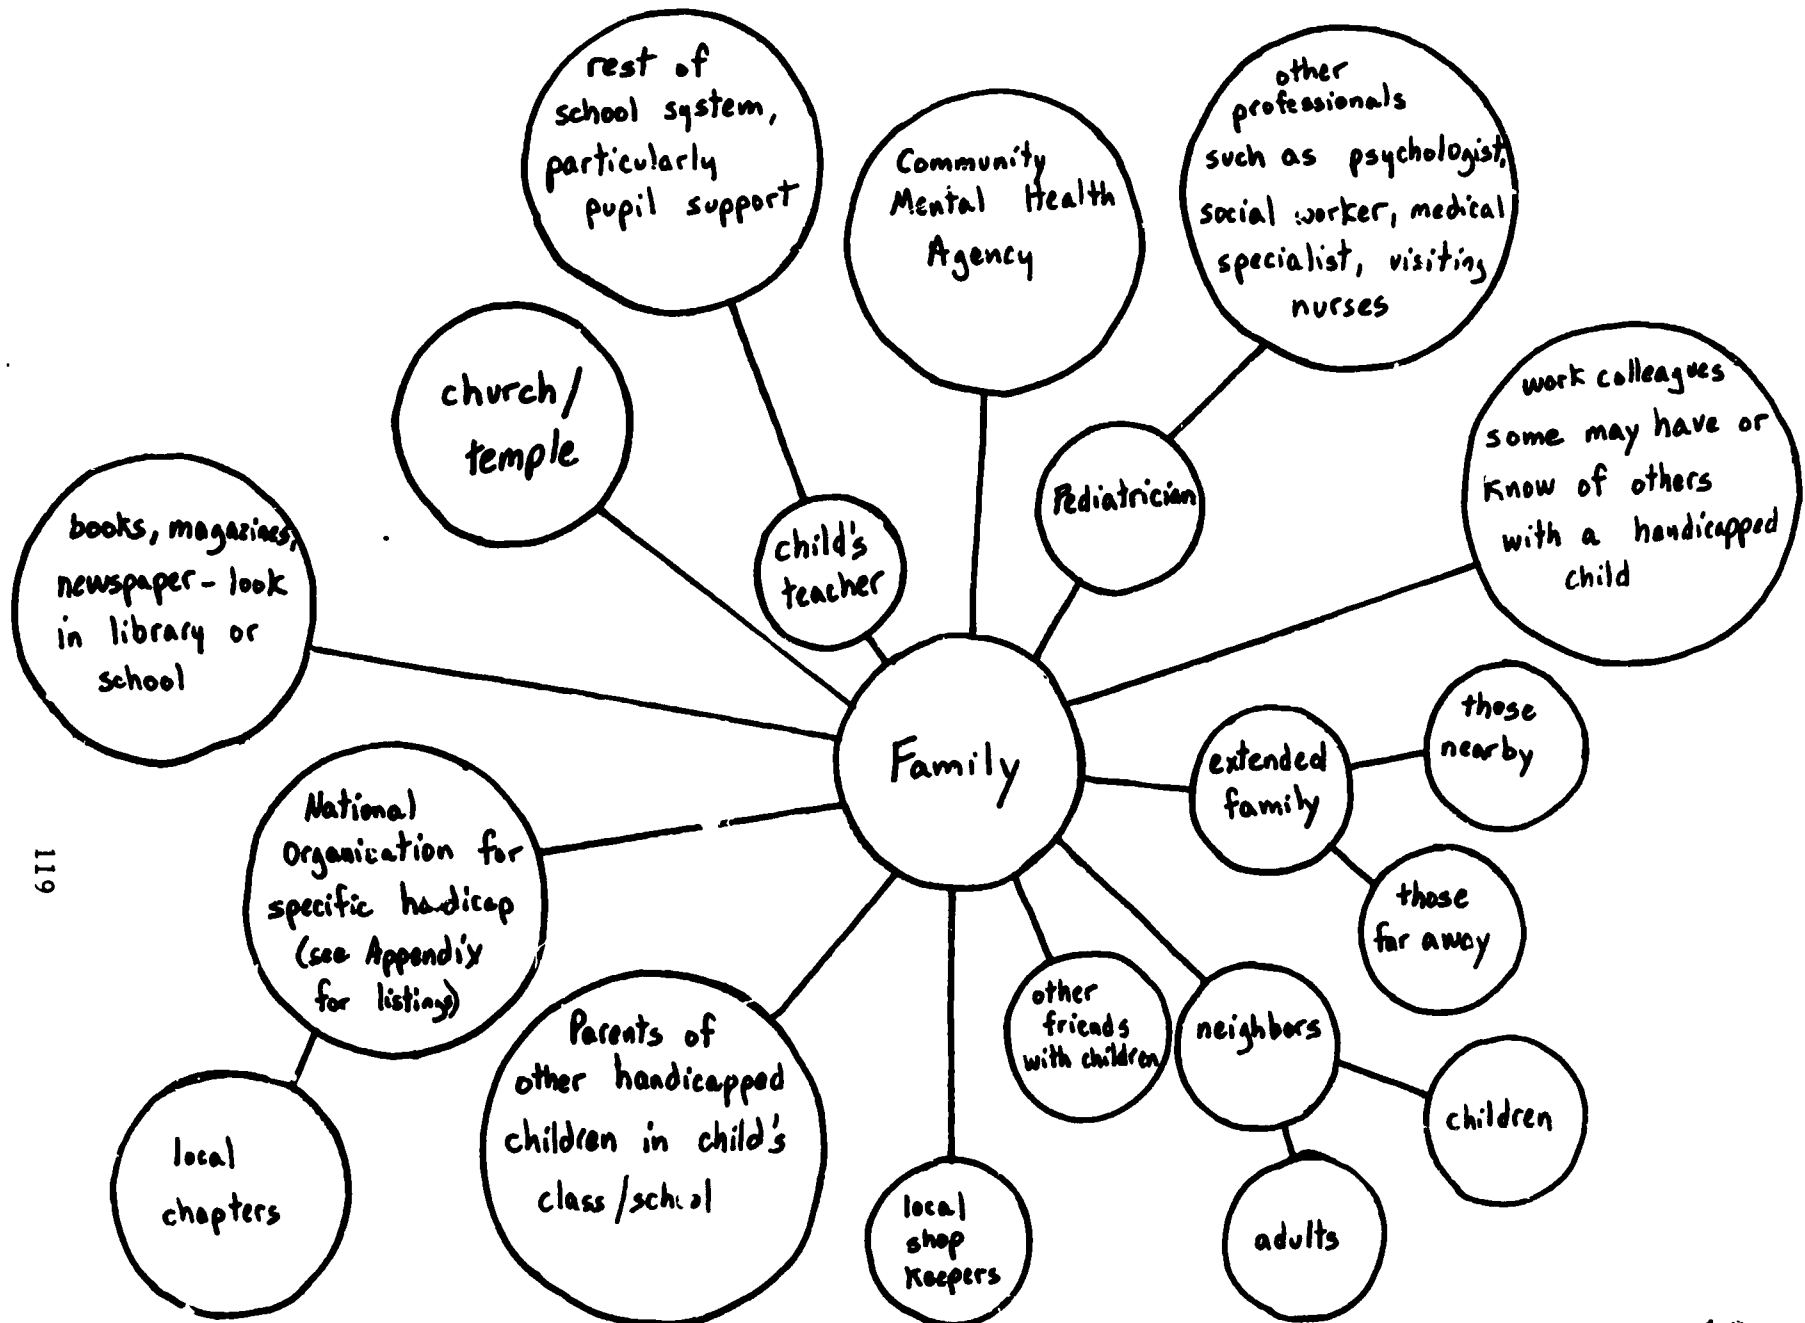 rest of
school system,
particularly
pupil support
Community
Mental Health
Agency
other
professionals
such as psychologist,
social worker, medical
specialist, visiting
nurses
church/
temple
work colleagues
some may have or
know of others
with a handicapped
child
books, magazines,
newspaper - look
in library or
school
child's
teacher
Pediatrician
Family
extended
family
those
nearby
those
far away
National
Organization for
specific handicap
(see Appendix
for listings)
local
chapters
Parents of
other handicapped
children in child's
class/school
local
shop
keepers
other
friends
with children
neighbors
children
adults
119